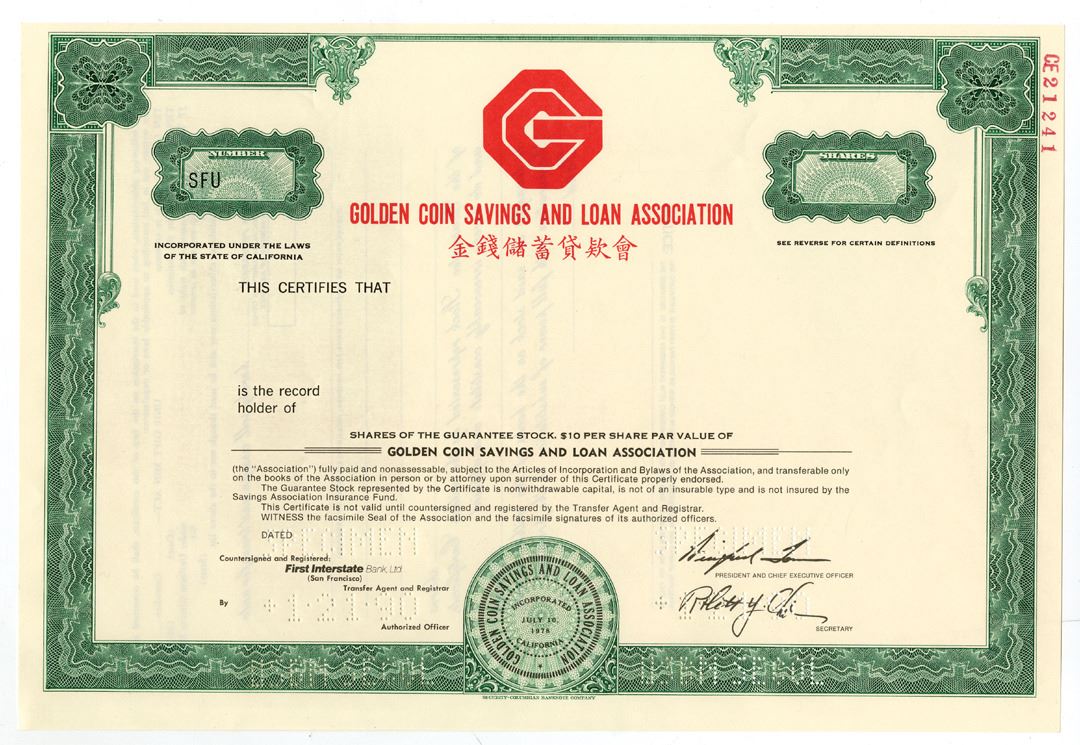 CE21241
NUMBER
SFU
SHARES
GOLDEN COIN SAVINGS AND LOAN ASSOCIATION
金錢儲蓄貸欵會
INCORPORATED UNDER THE LAWS
OF THE STATE OF CALIFORNIA
SEE REVERSE FOR CERTAIN DEFINITIONS
THIS CERTIFIES THAT
is the record
holder of
SHARES OF THE GUARANTEE STOCK, $10 PER SHARE PAR VALUE OF
GOLDEN COIN SAVINGS AND LOAN ASSOCIATION
(the "Association") fully paid and nonassessable, subject to the Articles of Incorporation and Bylaws of the Association, and transferable only
on the books of the Association in person or by attorney upon surrender of this Certificate properly endorsed.
The Guarantee Stock represented by the Certificate is nonwithdrawable capital, is not of an insurable type and is not insured by the
Savings Association Insurance Fund.
This Certificate is not valid until countersigned and registered by the Transfer Agent and Registrar.
WITNESS the facsimile Seal of the Association and the facsimile signatures of its authorized officers.
DATED
SPECIMEN
SPECIMEN
Countersigned and Registered:
First Interstate Bank, Ltd.
(San Francisco)
Transfer Agent and Registrar
By
Authorized Officer
GOLDEN COIN SAVINGS AND LOAN ASSOCIATION
INCORPORATED
JULY 10,
1978
CALIFORNIA
PRESIDENT AND CHIEF EXECUTIVE OFFICER
SECRETARY
SECURITY-COLUMBIAN BANKNOTE COMPANY